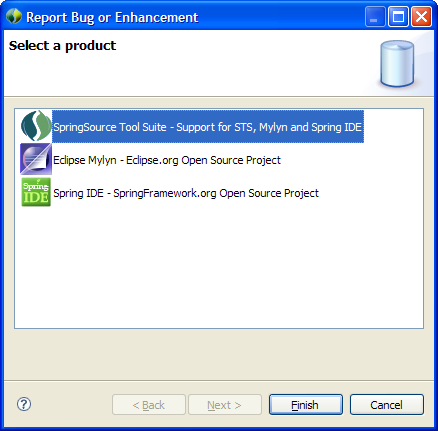 Report Bug or Enhancement
Select a product
SpringSource Tool Suite - Support for STS, Mylyn and Spring IDE
Eclipse Mylyn - Eclipse.org Open Source Project
Spring IDE
Spring IDE - SpringFramework.org Open Source Project
?
< Back
Next >
Finish
Cancel